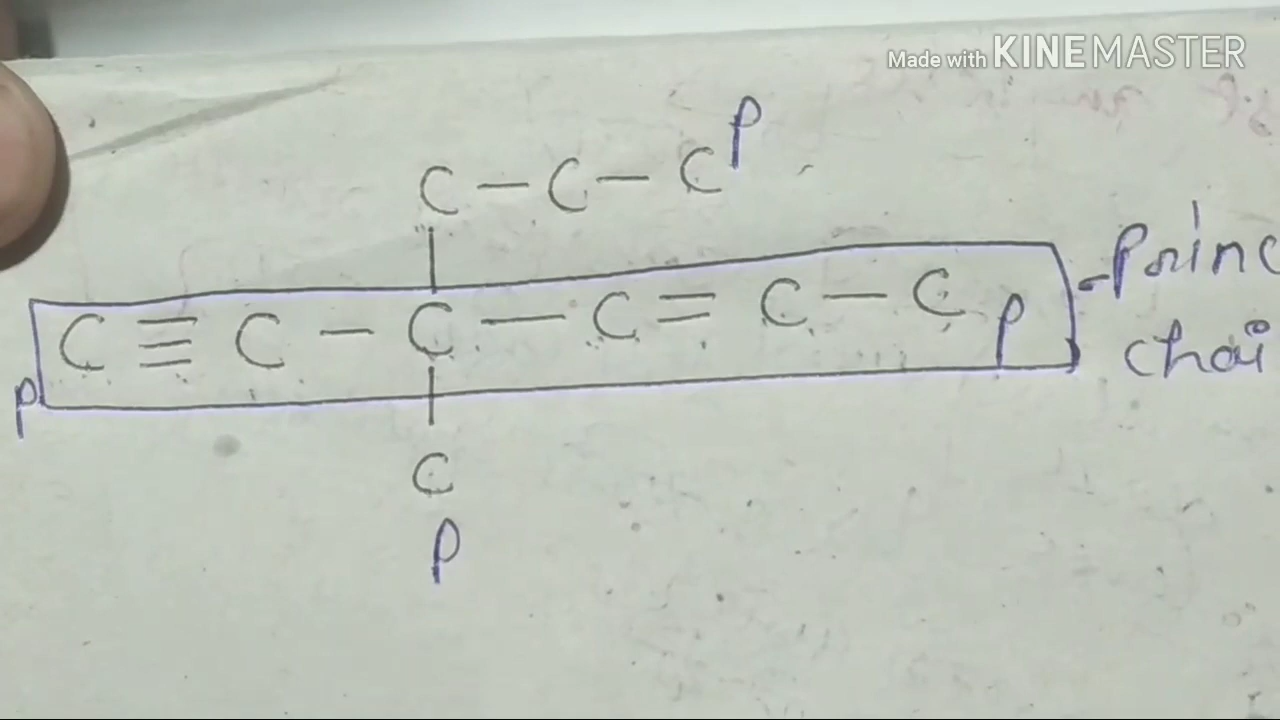 Made with KINEMASTER
P
C - C - C
C ≡ C - C - C = C - C
P
P
- Princ
chai
C
P